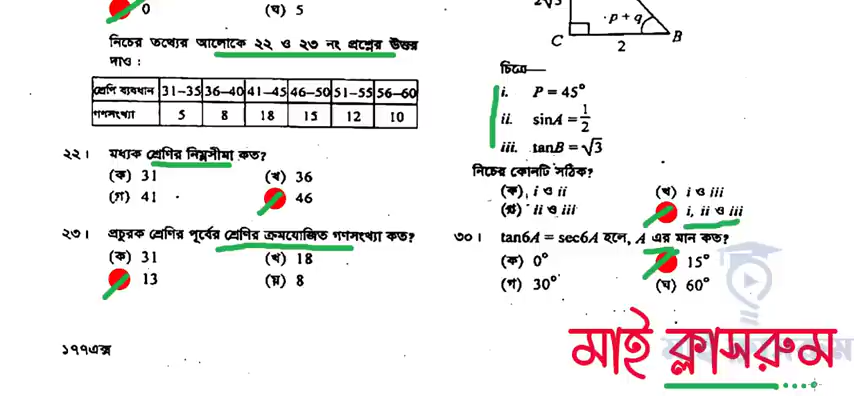 0
(ঘ) 5
নিচের তথ্যের আলোকে ২২ ও ২৩ নং প্রশ্নের উত্তর
দাও :
শ্রেণি ব্যবধান 31–35 36–40 41–45 46–50 51–55 56–60
গণসংখ্যা 5 8 18 15 12 10
২২। মধ্যক শ্রেণির নিম্নসীমা কত?
(ক) 31 (খ) 36
(গ) 41 46
২৩। প্রচুরক শ্রেণির পূর্বের শ্রেণির ক্রমযোজিত গণসংখ্যা কত?
(ক) 31 (খ) 18
13 (ঘ) 8
১৭৭এক্স
2√3
p + q
C 2 B
চিত্রে—
i. P = 45°
ii. sinA = 1/2
iii. tanB = √3
নিচের কোনটি সঠিক?
(ক) i ও ii (খ) i ও iii
(গ) ii ও iii i, ii ও iii
৩০। tan6A = sec6A হলে, A এর মান কত?
(ক) 0° 15°
(গ) 30° (ঘ) 60°
মাই ক্লাসরুম